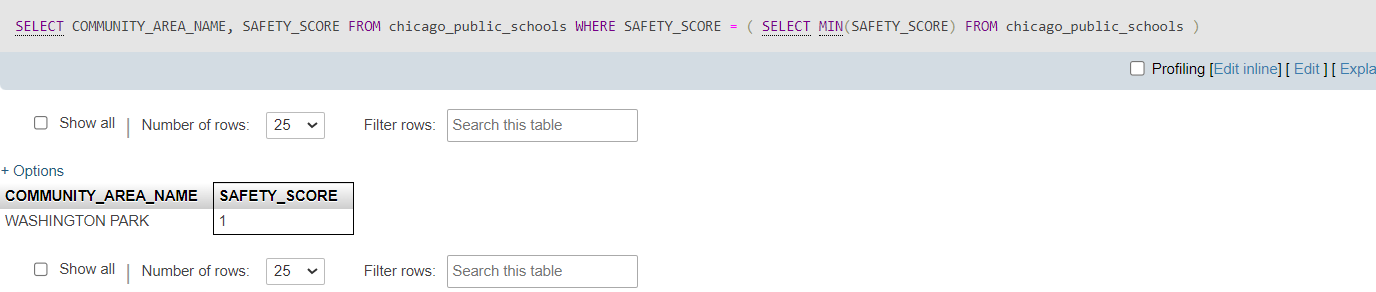 SELECT COMMUNITY_AREA_NAME, SAFETY_SCORE FROM chicago_public_schools WHERE SAFETY_SCORE = ( SELECT MIN(SAFETY_SCORE) FROM chicago_public_schools )
Profiling [Edit inline] [ Edit ] [ Expla
Show all | Number of rows: 25 Filter rows: Search this table
+ Options
COMMUNITY_AREA_NAME SAFETY_SCORE
WASHINGTON PARK 1
Show all | Number of rows: 25 Filter rows: Search this table